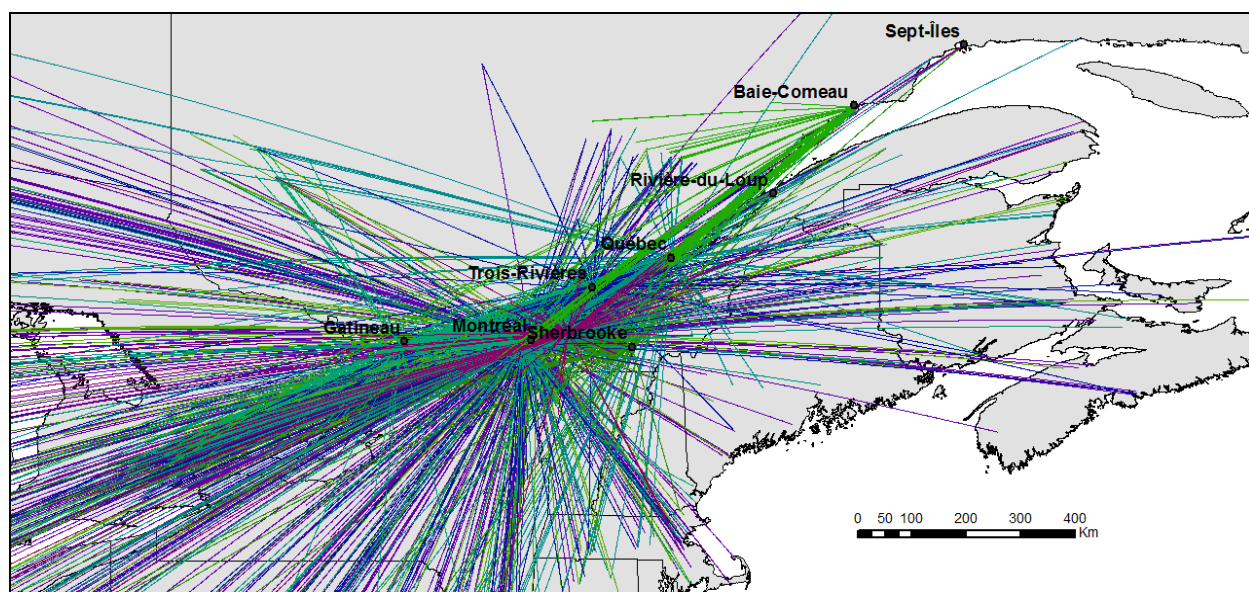 Sept-Îles
Baie-Comeau
Rivière-du-Loup
Québec
Trois-Rivières
Gatineau
Montréal
Sherbrooke
0 50 100 200 300 400
Km